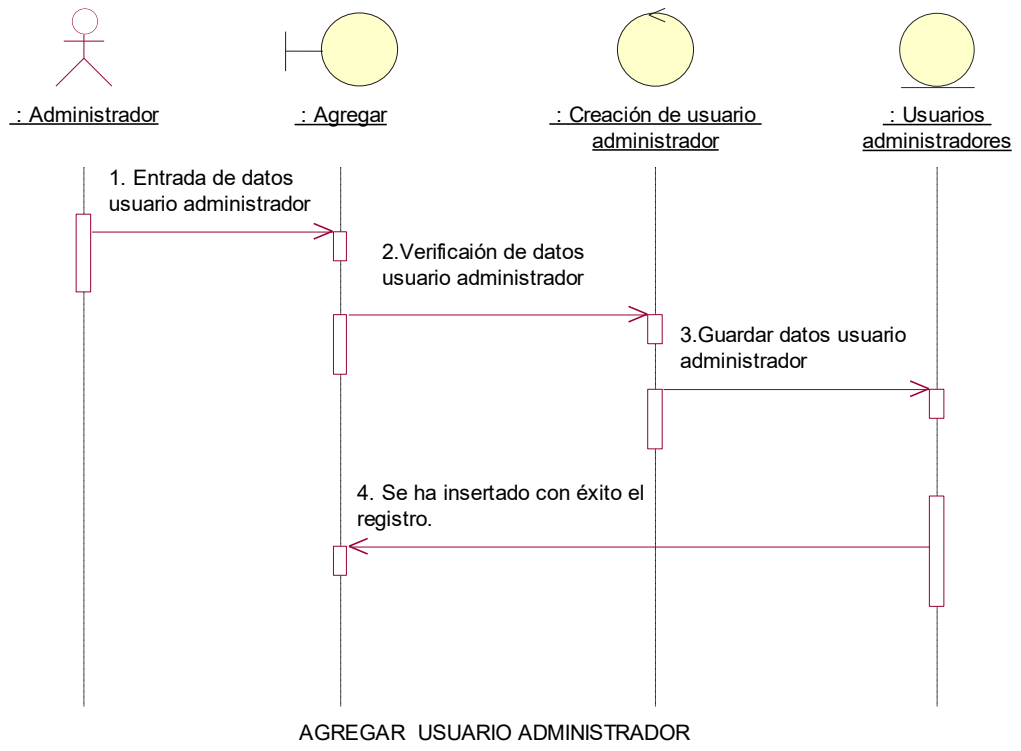 : Administrador
: Agregar
: Creación de usuario
administrador
: Usuarios
administradores
1. Entrada de datos
usuario administrador
2.Verificaión de datos
usuario administrador
3.Guardar datos usuario
administrador
4. Se ha insertado con éxito el
registro.
AGREGAR USUARIO ADMINISTRADOR